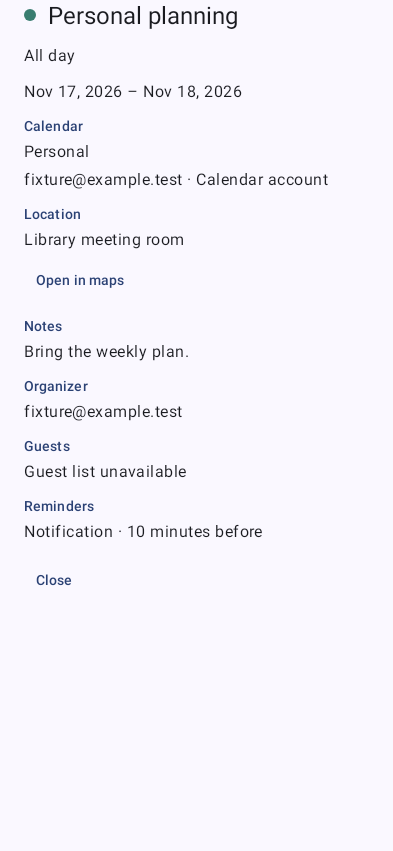 Personal planning
All day
Nov 17, 2026 – Nov 18, 2026
Calendar
Personal
fixture@example.test · Calendar account
Location
Library meeting room
Open in maps
Notes
Bring the weekly plan.
Organizer
fixture@example.test
Guests
Guest list unavailable
Reminders
Notification · 10 minutes before
Close